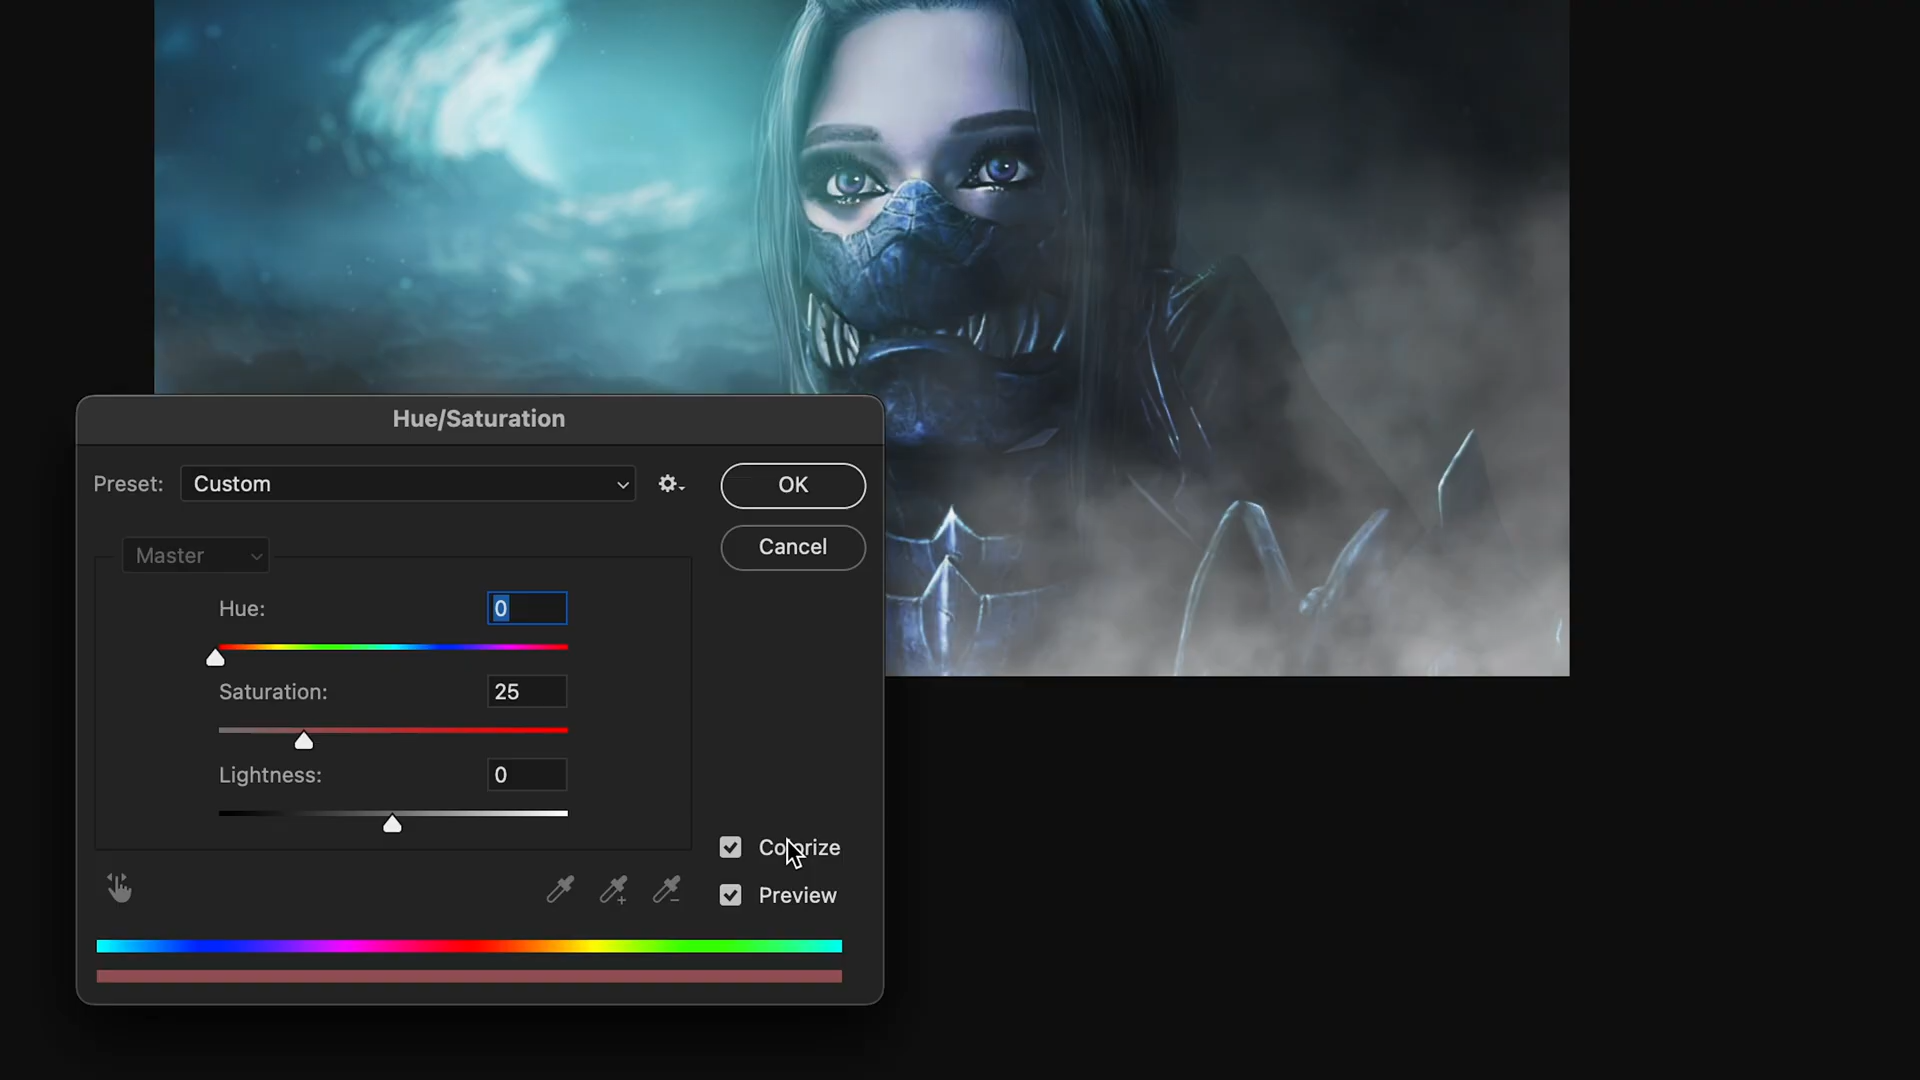 Hue/Saturation
Preset: Custom
OK
Cancel
Master
Hue: 0
Saturation: 25
Lightness: 0
Colorize
Preview